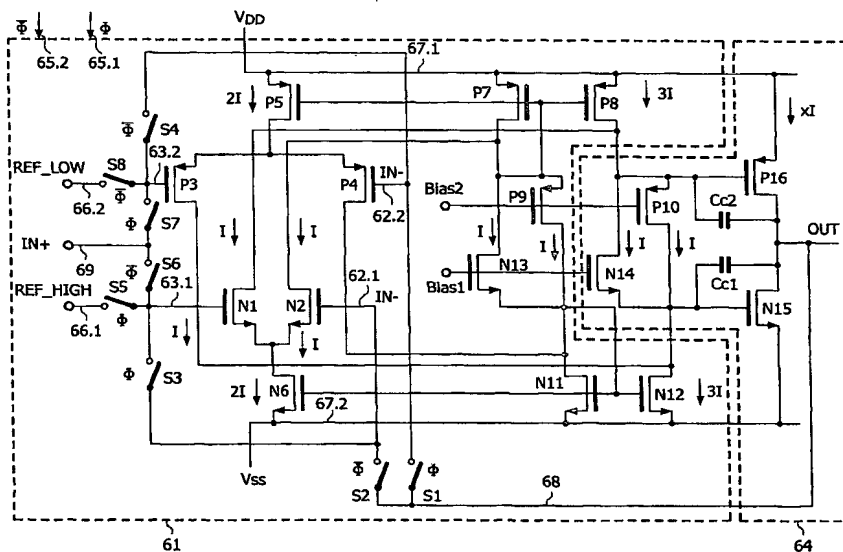 Φ̅ Φ
65.2 65.1
VDD
67.1
2I P5 P7 P8 3I
xI
Φ̅ S4
REF_LOW S8 63.2
66.2 Φ̅ P3 P4 IN- 62.2
P16
Φ S7
Bias2 P9 P10 Cc2
IN+
69
OUT
I I I I I I
Φ̅ S6
N13 N14
REF_HIGH S5 63.1
62.1 IN-
Bias1
Cc1
66.1 Φ N1 N2 N15
I I
Φ S3
N6 N11 N12
2I 67.2 3I
VSS
Φ̅ Φ
S2 S1 68
61 64